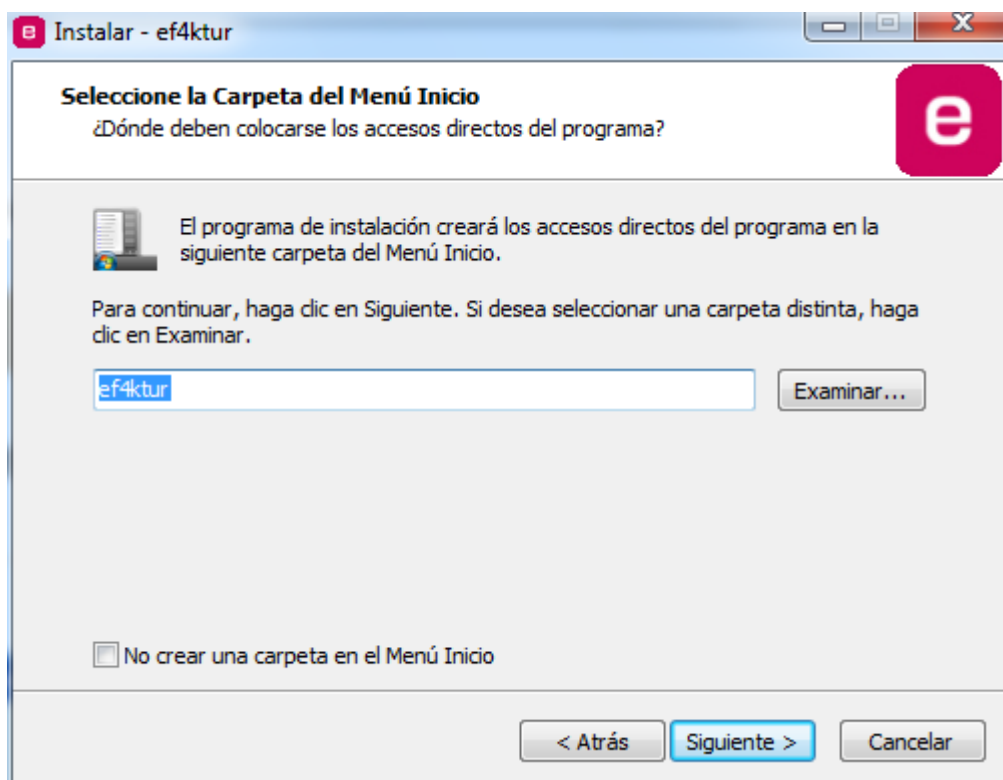 e Instalar - ef4ktur
Seleccione la Carpeta del Menú Inicio
¿Dónde deben colocarse los accesos directos del programa?
e
El programa de instalación creará los accesos directos del programa en la
siguiente carpeta del Menú Inicio.
Para continuar, haga clic en Siguiente. Si desea seleccionar una carpeta distinta, haga
clic en Examinar.
ef4ktur
Examinar...
No crear una carpeta en el Menú Inicio
< Atrás
Siguiente >
Cancelar